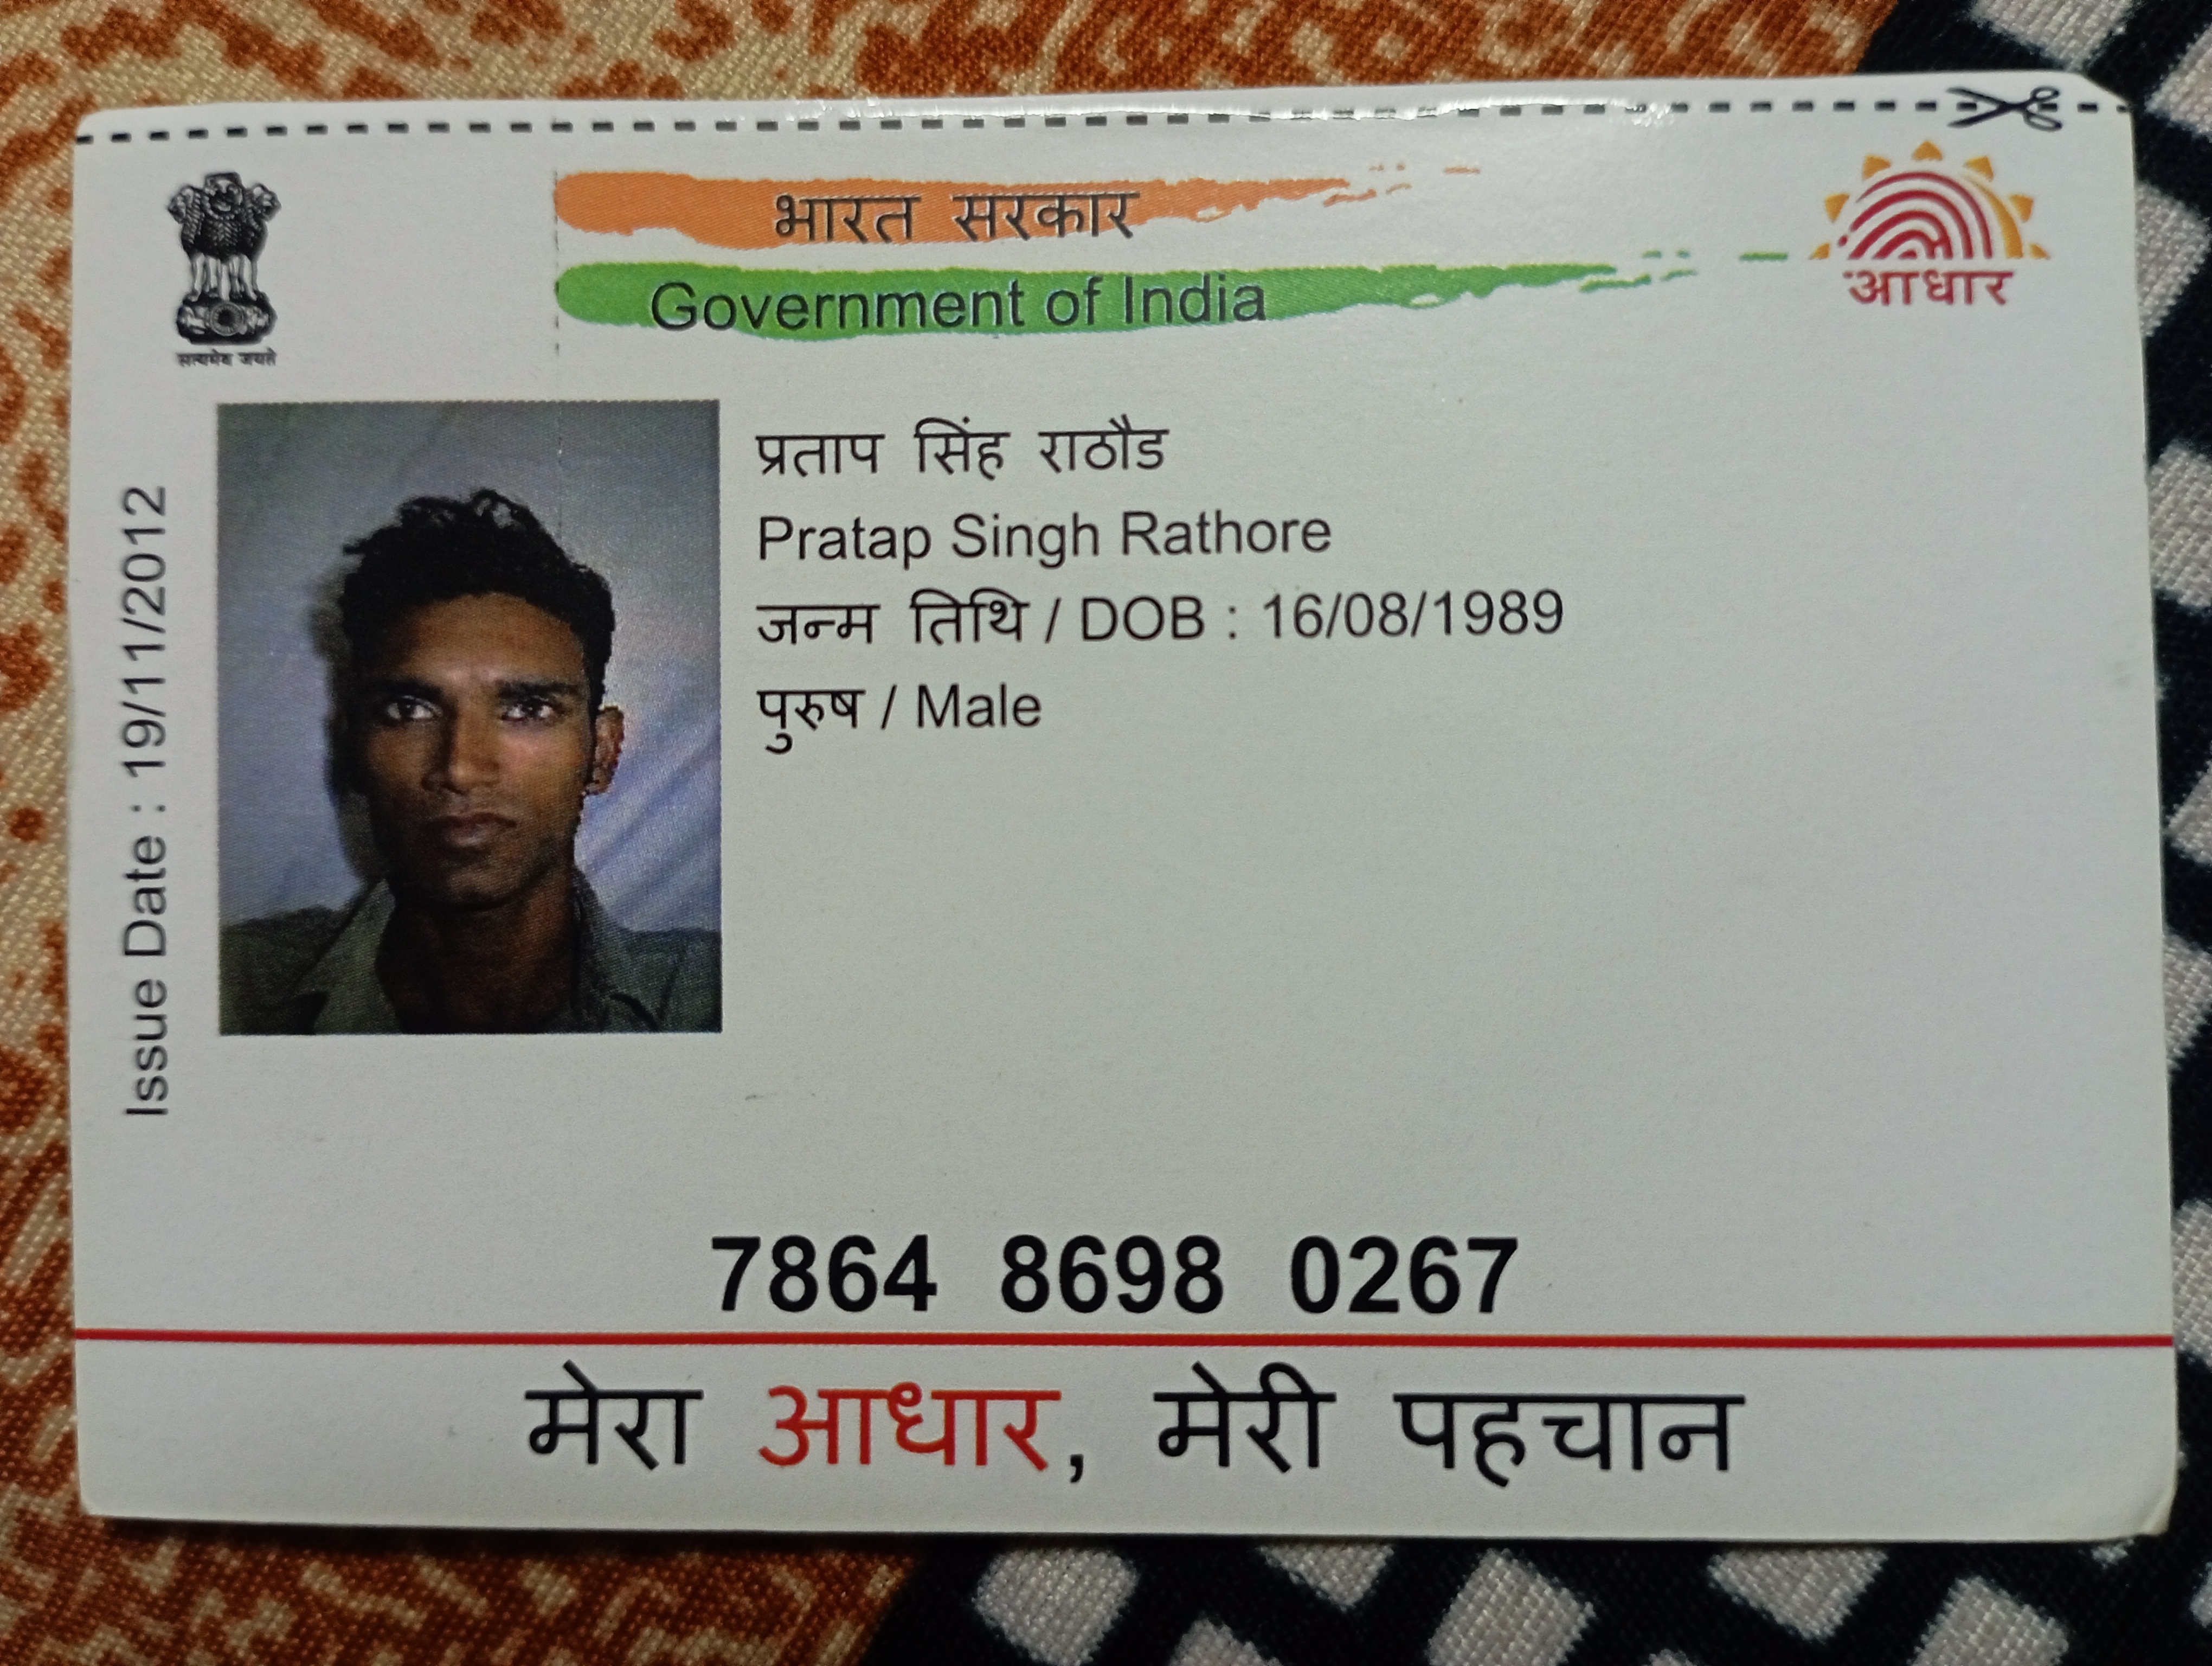 सत्यमेव जयते
भारत सरकार
Government of India
आधार
Issue Date : 19/11/2012
प्रताप सिंह राठौड
Pratap Singh Rathore
जन्म तिथि / DOB : 16/08/1989
पुरुष / Male
7864 8698 0267
मेरा आधार, मेरी पहचान